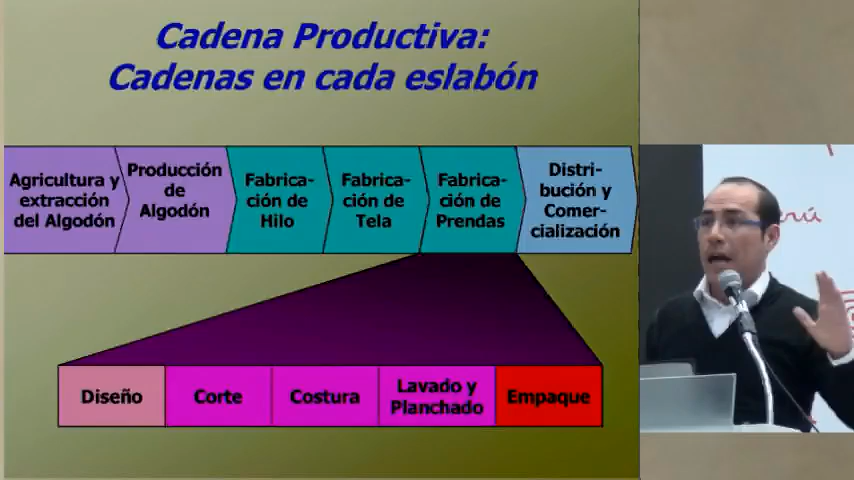 Cadena Productiva:
Cadenas en cada eslabón
Agricultura y
extracción
del Algodón
Producción
de
Algodón
Fabrica-
ción de
Hilo
Fabrica-
ción de
Tela
Fabrica-
ción de
Prendas
Distri-
bución y
Comer-
cialización
Diseño
Corte
Costura
Lavado y
Planchado
Empaque